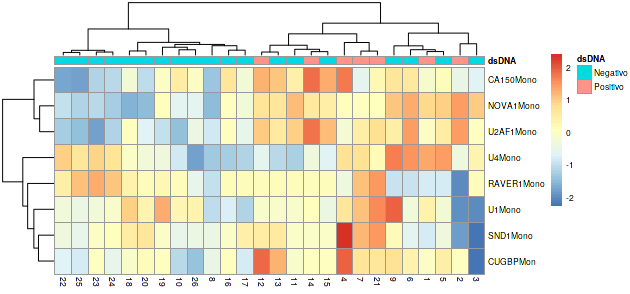 dsDNA
dsDNA
Negativo
Positivo
CA150Mono
NOVA1Mono
U2AF1Mono
U4Mono
RAVER1Mono
U1Mono
SND1Mono
CUGBPMon
2
1
0
-1
-2
22 25 23 24 18 20 19 10 26 8 16 17 12 13 11 14 15 4 7 21 9 6 1 5 2 3